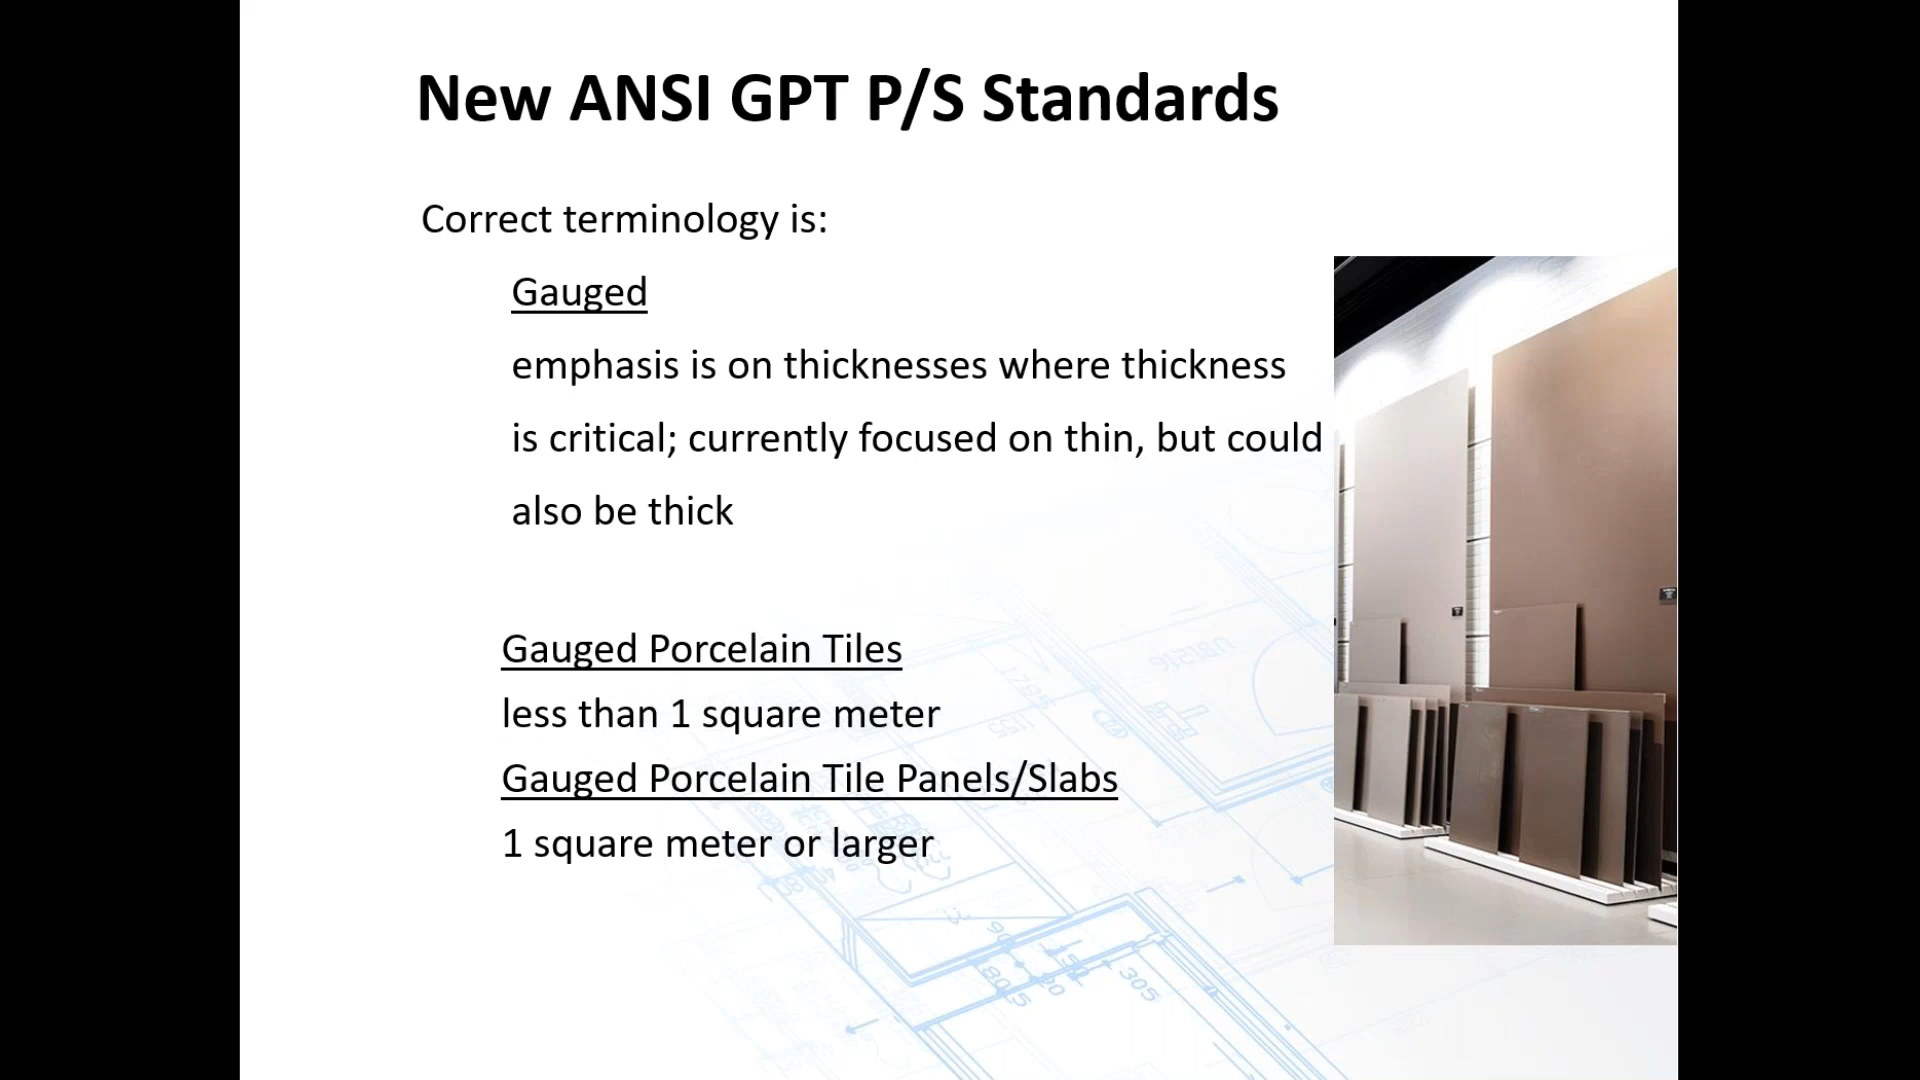 New ANSI GPT P/S Standards
Correct terminology is:
Gauged
emphasis is on thicknesses where thickness
is critical; currently focused on thin, but could
also be thick
Gauged Porcelain Tiles
less than 1 square meter
Gauged Porcelain Tile Panels/Slabs
1 square meter or larger
305